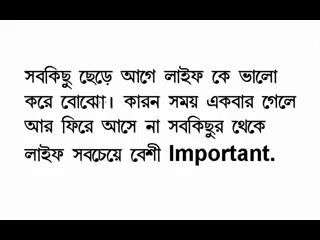 সবকিছু ছেড়ে আগে লাইফ কে ভালো
করে বোঝো। কারন সময় একবার গেলে
আর ফিরে আসে না সবকিছুর থেকে
লাইফ সবচেয়ে বেশী Important.